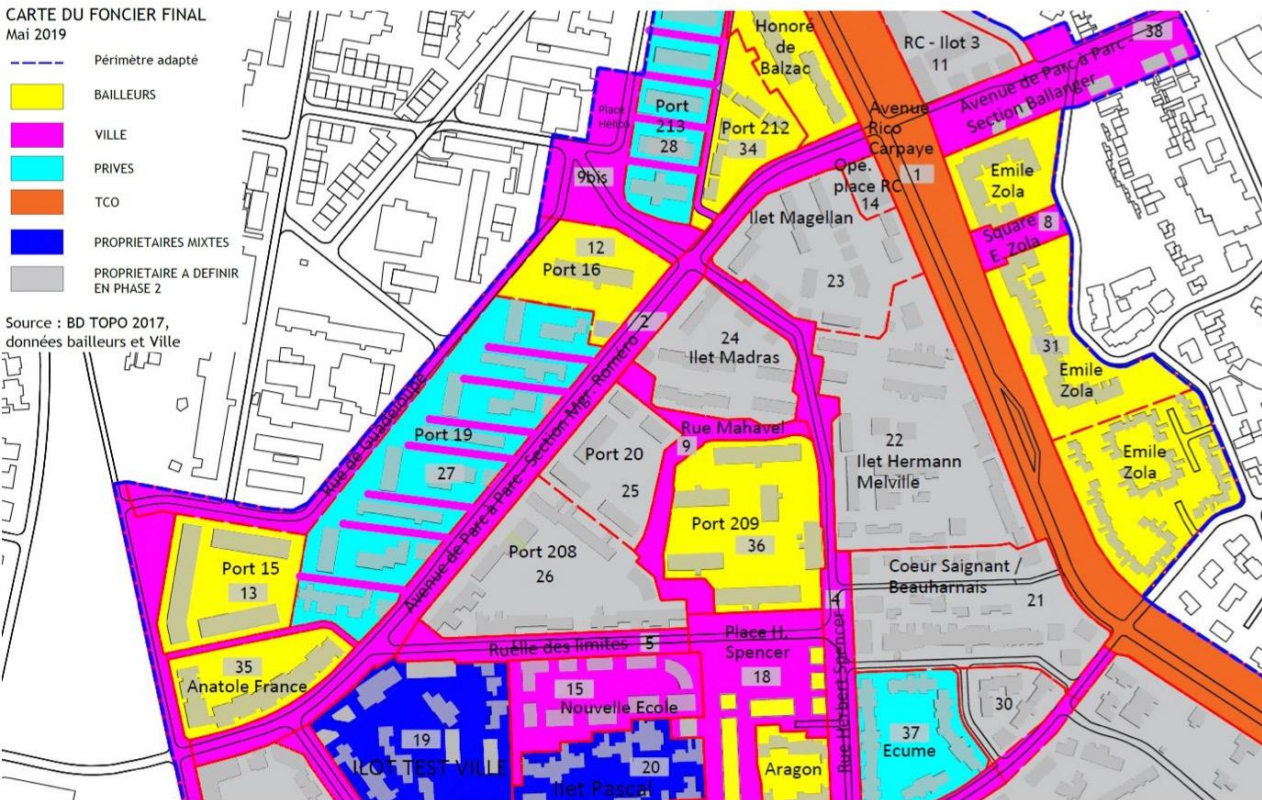 CARTE DU FONCIER FINAL
Mai 2019
Périmètre adapté
BAILLEURS
VILLE
PRIVES
TCO
PROPRIETAIRES MIXTES
PROPRIETAIRE A DEFINIR
EN PHASE 2
Source : BD TOPO 2017,
données bailleurs et Ville
Honoré
de
Balzac
RC - Ilot 3
11
38
Avenue de Parc à Parc -
Section Ballanger
Place
Port
213
28
Port 212
34
Avenue
Rico
Carpaye
1
Ope.
place RC
14
Emile
Zola
9bis
Ilet Magellan
Square
E. Zola
8
12
Port 16
23
2
24
Ilet Madras
31
Emile
Zola
Rue de Guadeloupe
Avenue de Parc à Parc - Section Mgr. Romero
Port 19
27
Rue Mahavel
9
Port 20
25
22
Ilet Hermann
Melville
Emile
Zola
Port 209
36
Port 208
26
Port 15
13
Coeur Saignant /
Beauharnais
21
4
Ruelle des limites
5
Place H.
Spencer
18
35
Anatole France
15
Nouvelle Ecole
Rue Herbert Spencer
30
19
ILOT TEST VILLE
20
Ilet Pascal
Aragon
37
Ecume